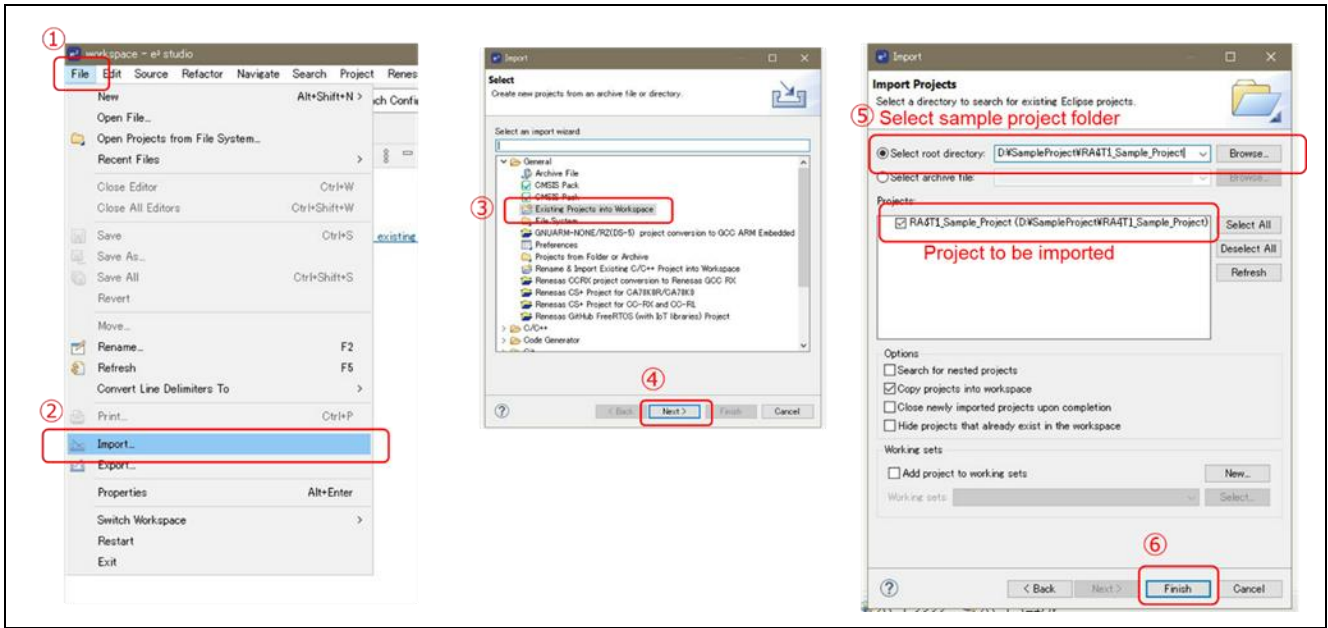 ①
workspace - e² studio
File Edit Source Refactor Navigate Search Project Renes
New Alt+Shift+N >
Open File...
Open Projects from File System...
Recent Files >
Close Editor Ctrl+W
Close All Editors Ctrl+Shift+W
Save Ctrl+S
Save As...
Save All Ctrl+Shift+S
Revert
Move...
Rename... F2
Refresh F5
Convert Line Delimiters To >
②
Print... Ctrl+P
Import...
Export...
Properties Alt+Enter
Switch Workspace >
Restart
Exit
ch Config
existing
Import
Select
Create new projects from an archive file or directory.
Select an import wizard
General
Archive File
CMSIS Pack
CMSIS Pack
③
Existing Projects into Workspace
File System
GNUARM-NONE/RZ(DS-5) project conversion to GCC ARM Embedded
Preferences
Projects from Folder or Archive
Rename & Import Existing C/C++ Project into Workspace
Renesas CCRX project conversion to Renesas GCC RX
Renesas CS+ Project for CA78K0R/CA78K0
Renesas CS+ Project for CC-RX and CC-RL
Renesas GitHub FreeRTOS (with IoT libraries) Project
> C/C++
> Code Generator
> Git
④
? < Back Next > Finish Cancel
Import
Import Projects
Select a directory to search for existing Eclipse projects.
⑤ Select sample project folder
Select root directory: D:¥SampleProject¥RA4T1_Sample_Project Browse...
Select archive file: Browse...
Projects:
RA4T1_Sample_Project (D:¥SampleProject¥RA4T1_Sample_Project) Select All
Project to be imported
Deselect All
Refresh
Options
Search for nested projects
Copy projects into workspace
Close newly imported projects upon completion
Hide projects that already exist in the workspace
Working sets
Add project to working sets New...
Working sets: Select...
⑥
? < Back Next > Finish Cancel